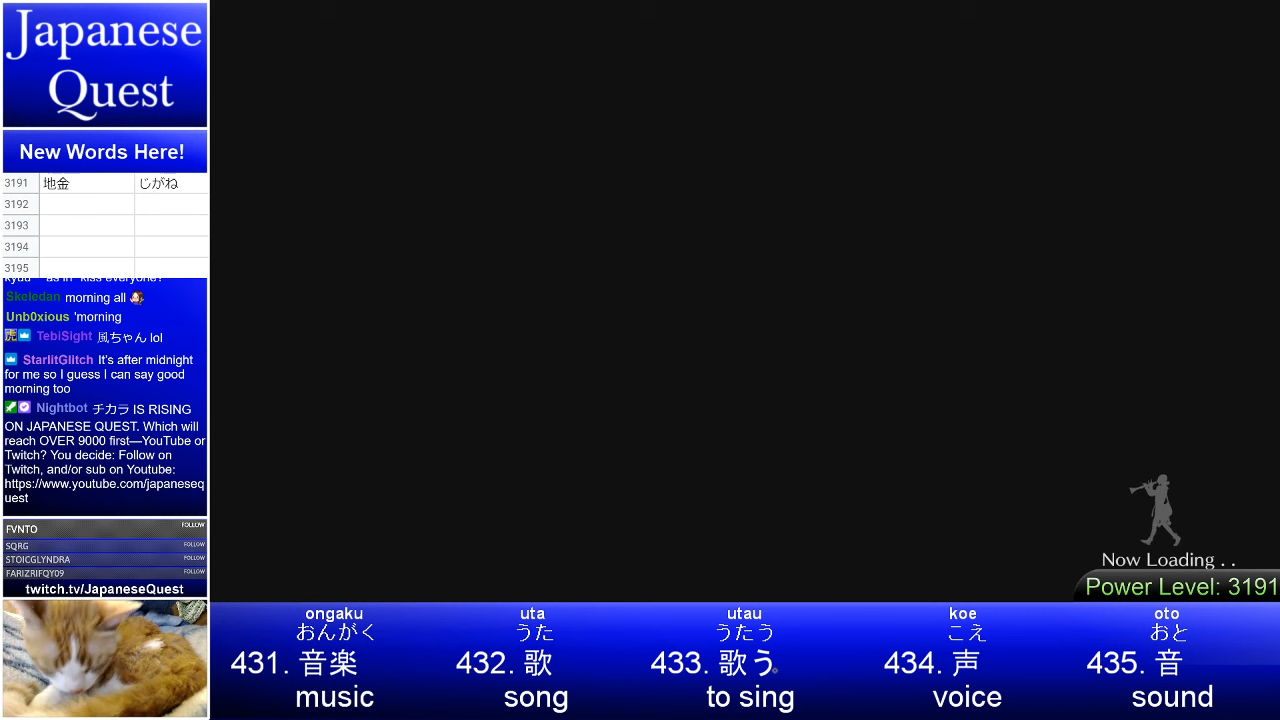 Japanese
Quest
New Words Here!
3191 地金 じがね
3192
3193
3194
3195
as in "kiss everyone?"
Skeledan morning all
Unb0xious 'morning
虎 TebiSight 風ちゃん lol
StarlitGlitch It's after midnight
for me so I guess I can say good
morning too
Nightbot チカラ IS RISING
ON JAPANESE QUEST. Which will
reach OVER 9000 first—YouTube or
Twitch? You decide: Follow on
Twitch, and/or sub on Youtube:
https://www.youtube.com/japaneseq
uest
FVNTO FOLLOW
SQRG FOLLOW
STOICGLYNDRA FOLLOW
FARIZRIFQY09 FOLLOW
twitch.tv/JapaneseQuest
Now Loading . .
Power Level: 3191
ongaku uta utau koe oto
おんがく うた うたう こえ おと
431. 音楽 432. 歌 433. 歌う 434. 声 435. 音
music song to sing voice sound